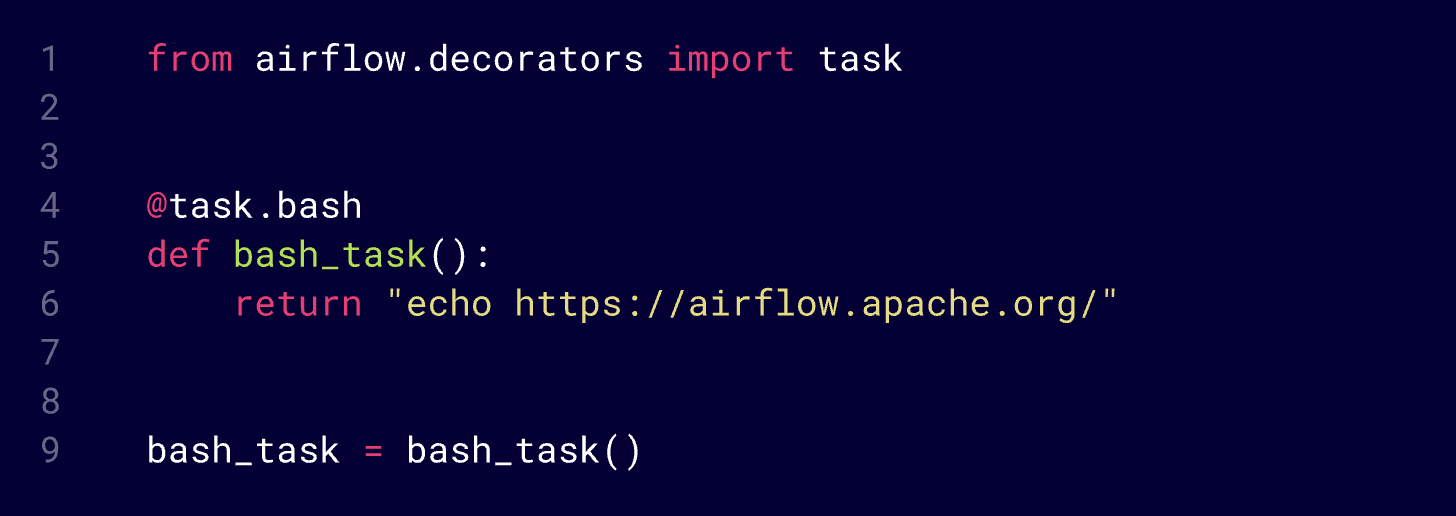 1 from airflow.decorators import task
2
3
4 @task.bash
5 def bash_task():
6     return "echo https://airflow.apache.org/"
7
8
9 bash_task = bash_task()